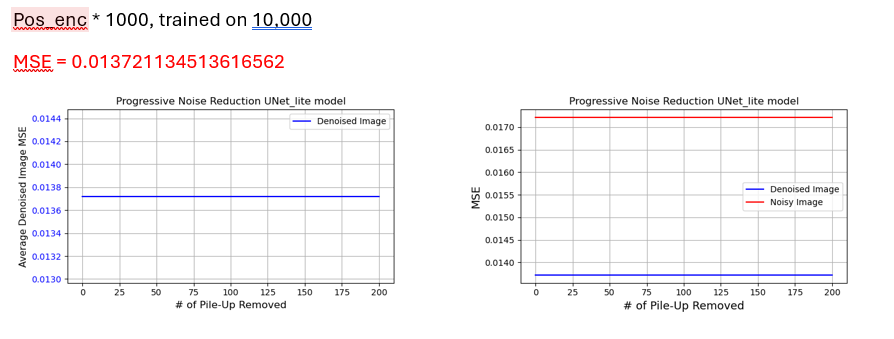 Pos_enc * 1000, trained on 10,000
MSE = 0.013721134513616562
Progressive Noise Reduction UNet_lite model
Average Denoised Image MSE
0.0144
0.0142
0.0140
0.0138
0.0136
0.0134
0.0132
0.0130
Denoised Image
0 25 50 75 100 125 150 175 200
# of Pile-Up Removed
Progressive Noise Reduction UNet_lite model
MSE
0.0170
0.0165
0.0160
0.0155
0.0150
0.0145
0.0140
Denoised Image
Noisy Image
0 25 50 75 100 125 150 175 200
# of Pile-Up Removed